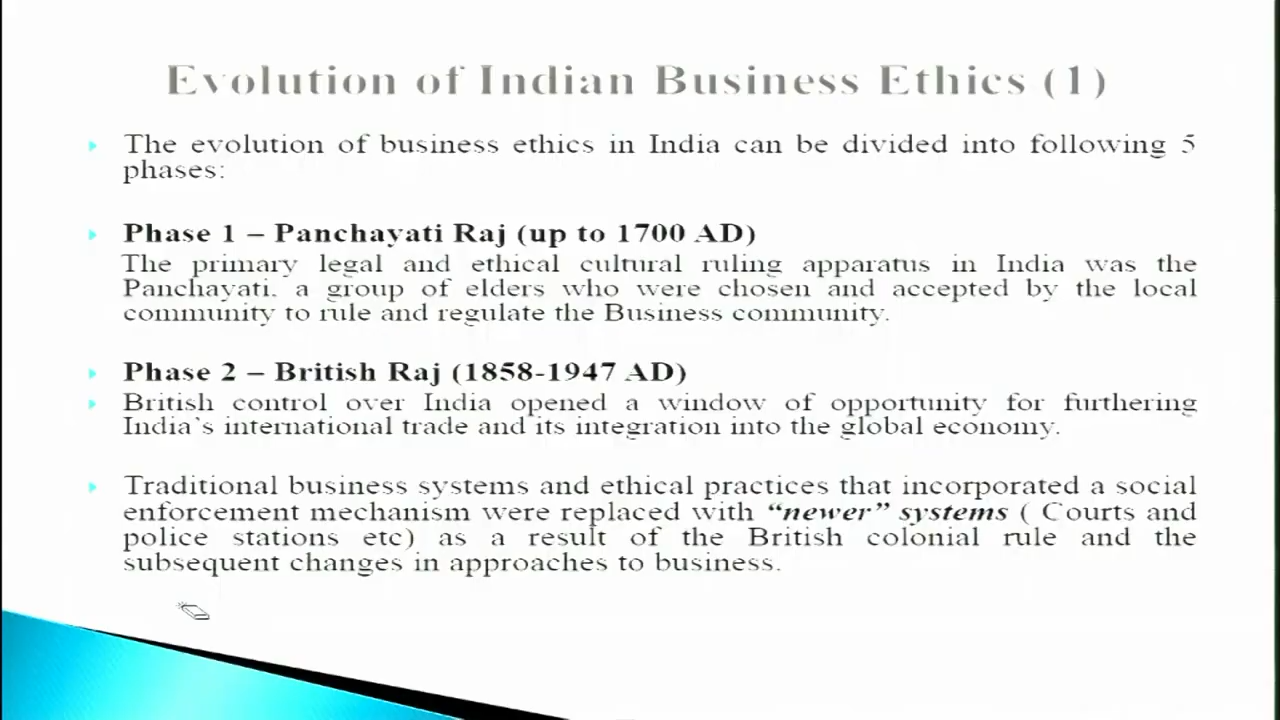 Evolution of Indian Business Ethics (1)
The evolution of business ethics in India can be divided into following 5
phases:
Phase 1 – Panchayati Raj (up to 1700 AD)
The primary legal and ethical cultural ruling apparatus in India was the
Panchayati. a group of elders who were chosen and accepted by the local
community to rule and regulate the Business community.
Phase 2 – British Raj (1858-1947 AD)
British control over India opened a window of opportunity for furthering
India's international trade and its integration into the global economy.
Traditional business systems and ethical practices that incorporated a social
enforcement mechanism were replaced with “newer” systems ( Courts and
police stations etc) as a result of the British colonial rule and the
subsequent changes in approaches to business.